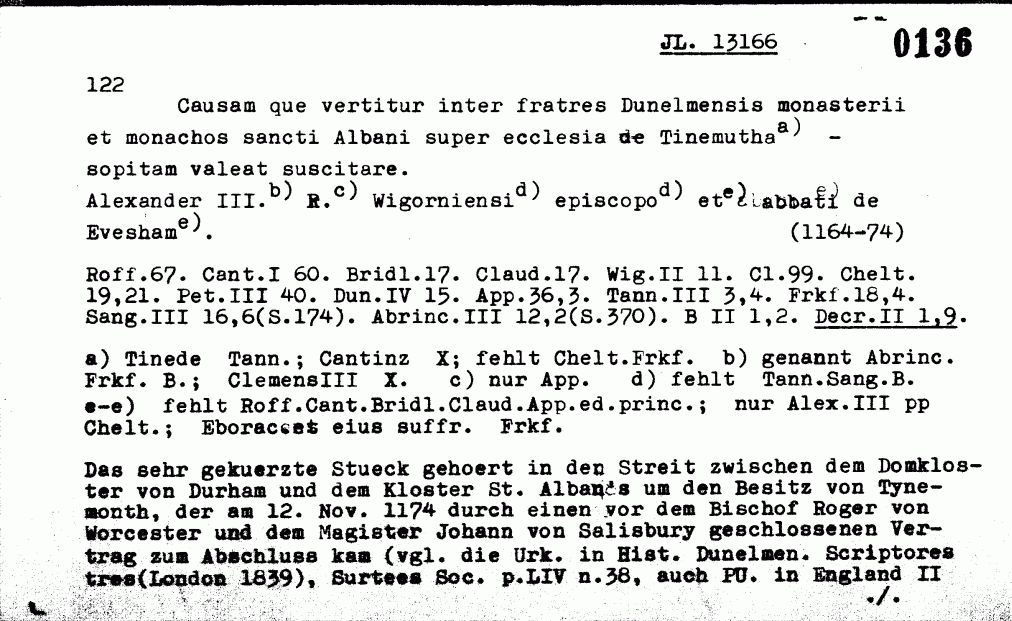 JL. 13166 0136
122
Causam que vertitur inter fratres Dunelmensis monasterii
et monachos sancti Albani super ecclesia de Tinemutha a) -
sopitam valeat suscitare.
Alexander III. b) R. c) Wigorniensi d) episcopo d) et e) abbati e) de
Evesham e). (1164-74)
Roff.67. Cant.I 60. Bridl.17. Claud.17. Wig.II 11. Cl.99. Chelt.
19,21. Pet.III 40. Dun.IV 15. App.36,3. Tann.III 3,4. Frkf.18,4.
Sang.III 16,6(S.174). Abrinc.III 12,2(S.370). B II 1,2. Decr.II 1,9.
a) Tinede Tann.; Cantinz X; fehlt Chelt.Frkf. b) genannt Abrinc.
Frkf. B.; ClemensIII X. c) nur App. d) fehlt Tann.Sang.B.
e-e) fehlt Roff.Cant.Bridl.Claud.App.ed.princ.; nur Alex.III pp
Chelt.; eius suffr. Frkf.
Das sehr gekuerzte Stueck gehoert in den Streit zwischen dem Domklos-
ter von Durham und dem Kloster St. Albans um den Besitz von Tyne-
month, der am 12. Nov. 1174 durch einen vor dem Bischof Roger von
Worcester und dem Magister Johann von Salisbury geschlossenen Ver-
trag zum Abschluss kam (vgl. die Urk. in Hist. Dunelmen. Scriptores
tres(London 1839), Surtees Soc. p.LIV n.38, auch PU. in England II
./.